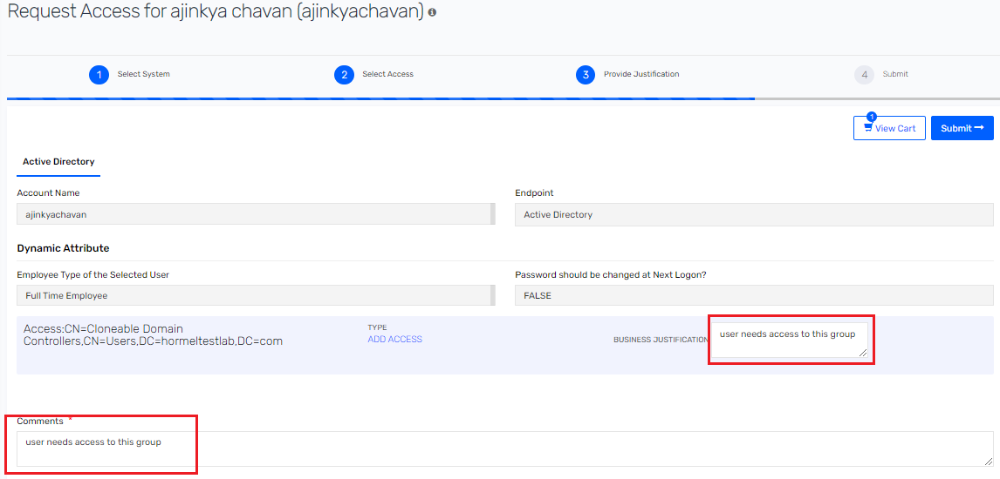 Request Access for ajinkya chavan (ajinkyachavan)
1 Select System
2 Select Access
3 Provide Justification
4 Submit
1
View Cart
Submit
Active Directory
Account Name
Endpoint
ajinkyachavan
Active Directory
Dynamic Attribute
Employee Type of the Selected User
Password should be changed at Next Logon?
Full Time Employee
FALSE
Access:CN=Cloneable Domain
Controllers,CN=Users,DC=hormeltestlab,DC=com
TYPE
ADD ACCESS
BUSINESS JUSTIFICATION
user needs access to this group
Comments *
user needs access to this group